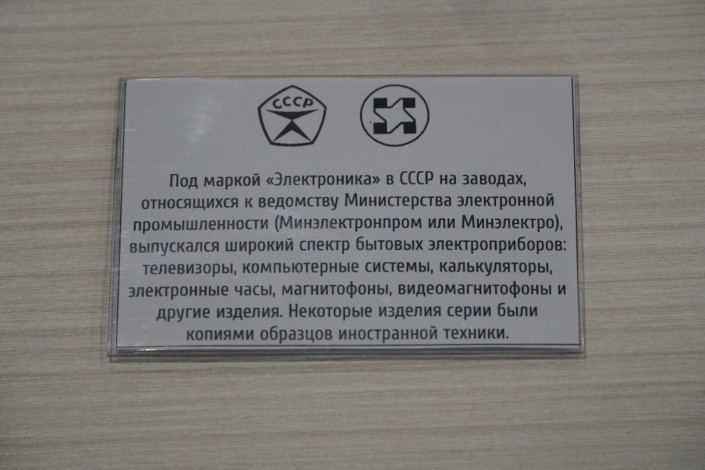 СССР
Под маркой «Электроника» в СССР на заводах,
относящихся к ведомству Министерства электронной
промышленности (Минэлектронпром или Минэлектро),
выпускался широкий спектр бытовых электроприборов:
телевизоры, компьютерные системы, калькуляторы,
электронные часы, магнитофоны, видеомагнитофоны и
другие изделия. Некоторые изделия серии были
копиями образцов иностранной техники.